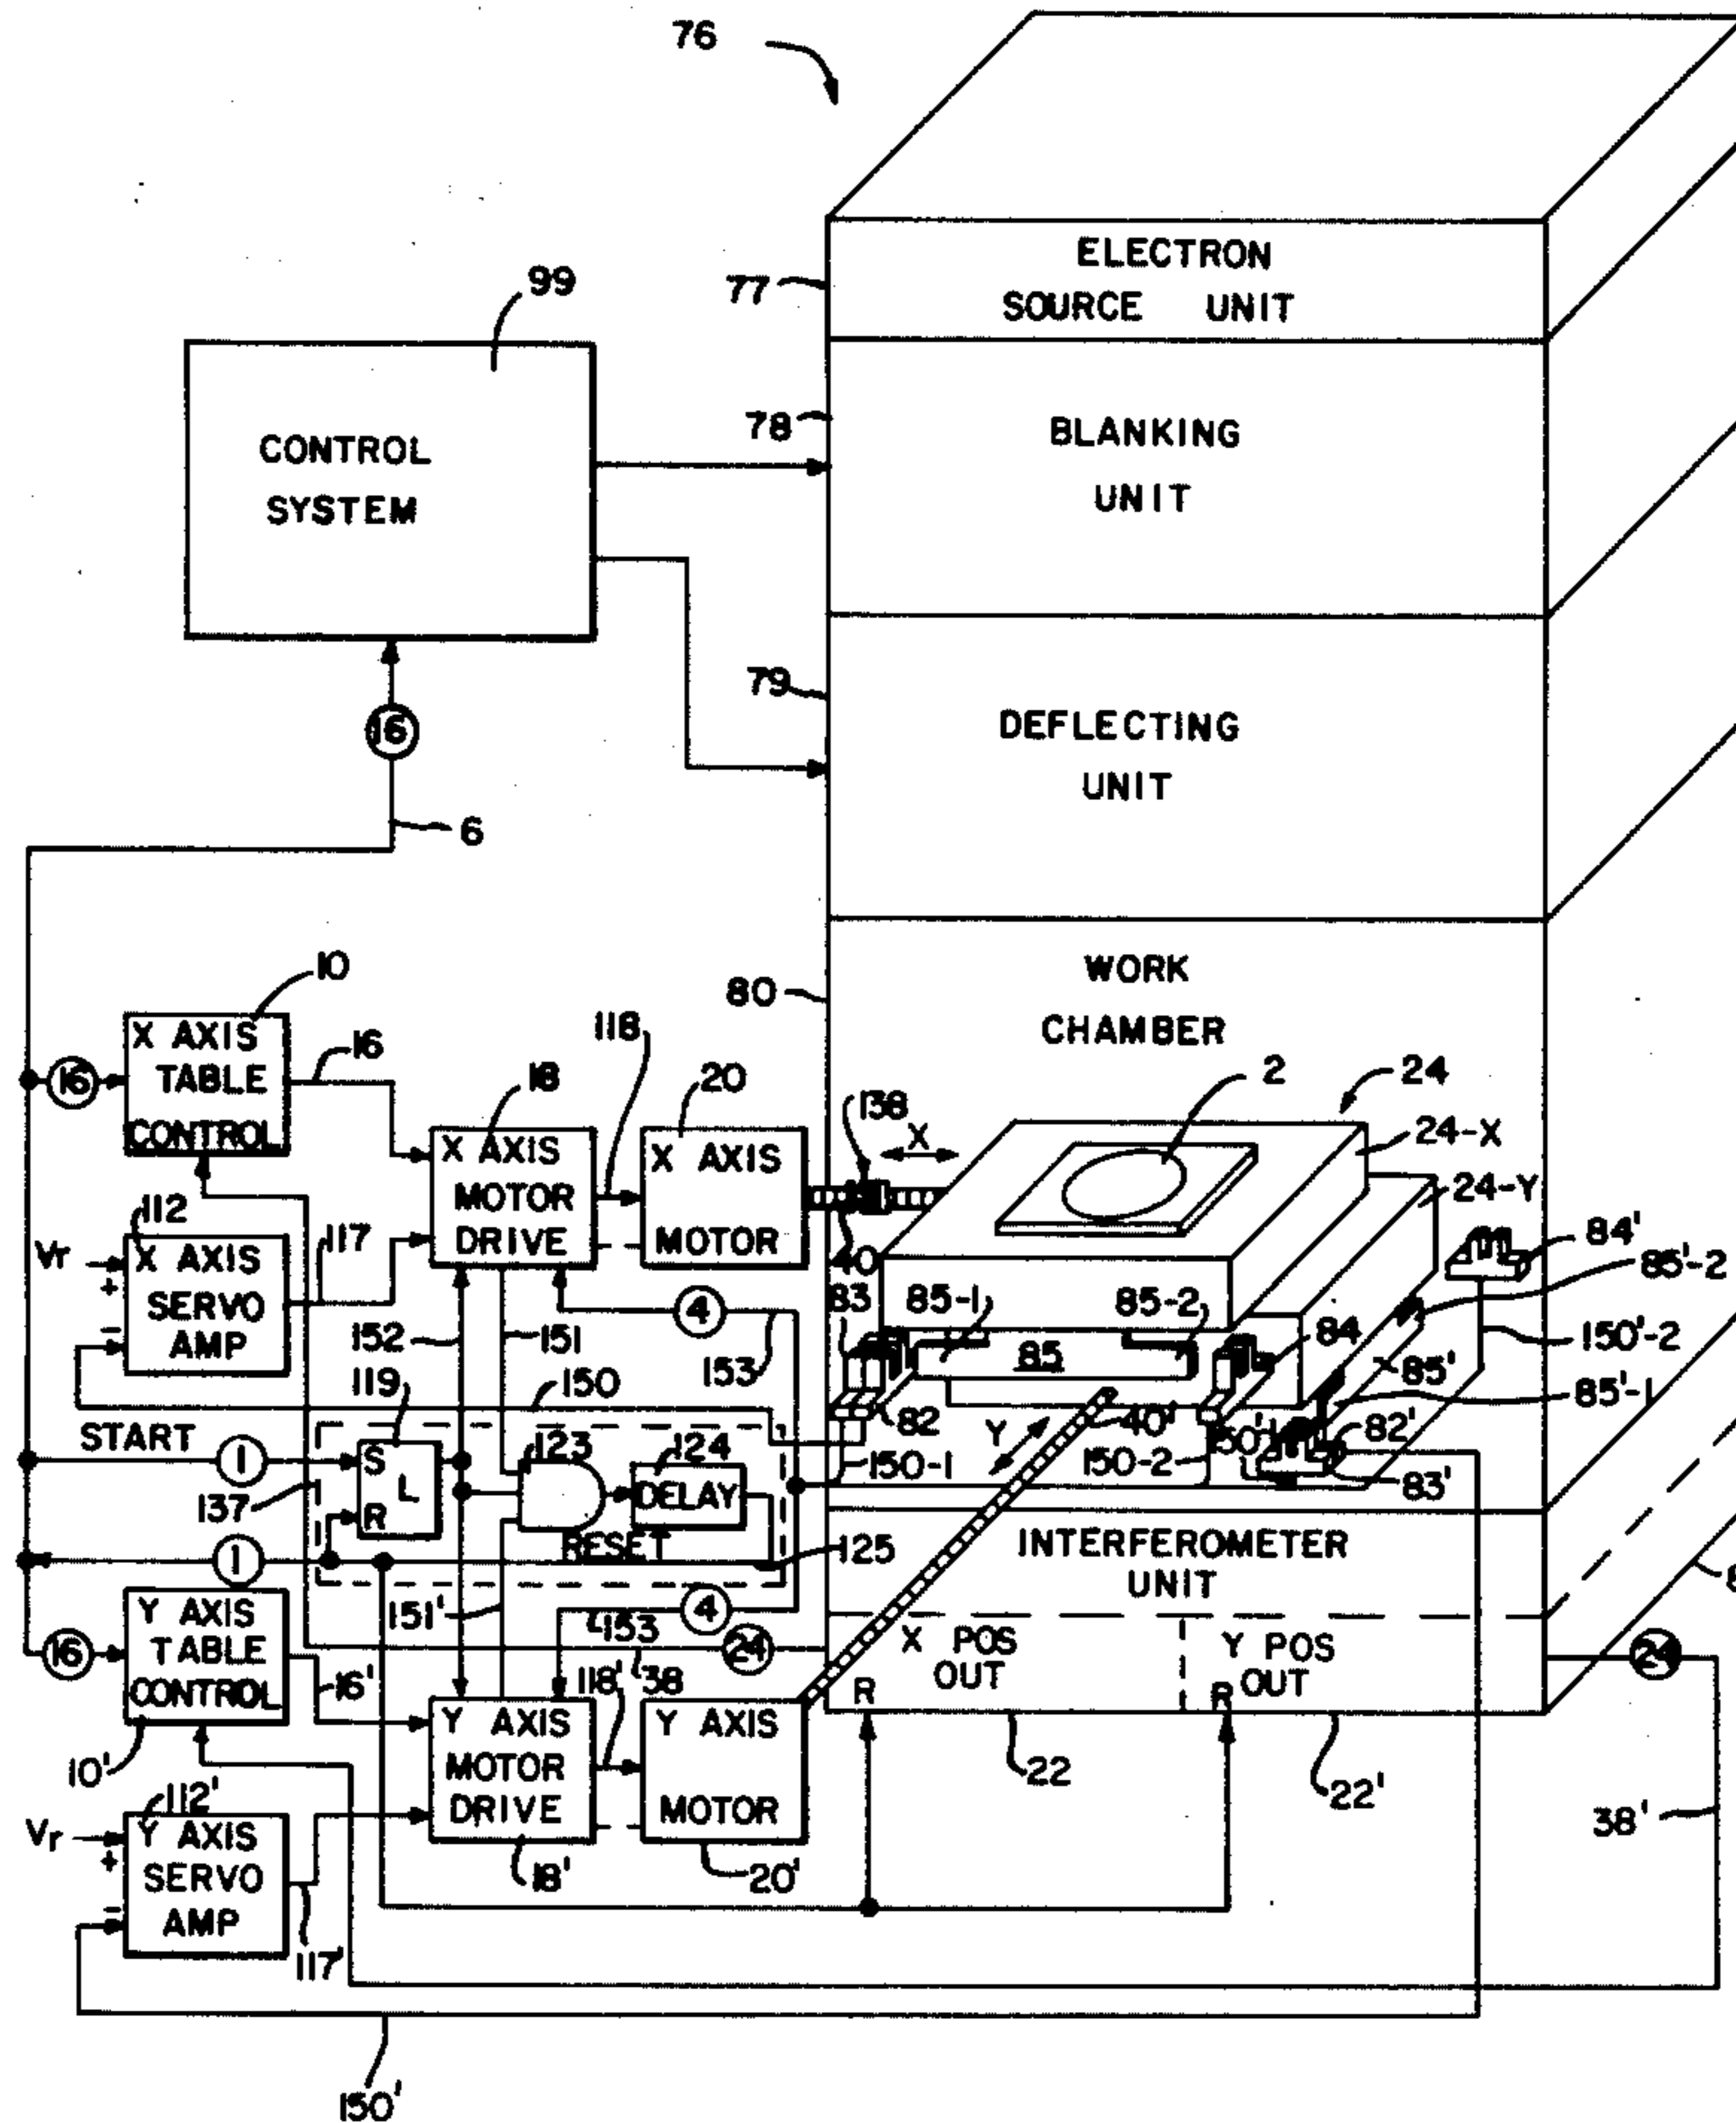 76
ELECTRON
SOURCE UNIT
77
99
CONTROL
SYSTEM
78
BLANKING
UNIT
16
6
79
DEFLECTING
UNIT
WORK
CHAMBER
80
10
X AXIS
TABLE
CONTROL
16
16
118
18
20
138
X
2
24
24-X
24-Y
X AXIS
MOTOR
DRIVE
X AXIS
MOTOR
40
112
Vr
+
-
X AXIS
SERVO
AMP
117
152
151
4
153
83
85-1
85-2
85
84
84'
85'-2
150'-2
85'
85'-1
82
40'
Y
150
119
START
1
S
L
R
137
123
124
DELAY
RESET
125
150-1
150-2
150'-1
82'
83'
1
INTERFEROMETER
UNIT
8
Y AXIS
TABLE
CONTROL
16
16'
10'
151'
153
4
38
24
X POS
OUT
Y POS
OUT
R
R
24
118'
Y AXIS
MOTOR
DRIVE
Y AXIS
MOTOR
18'
20'
22
22'
38'
112'
Vr
+
-
Y AXIS
SERVO
AMP
117'
150'